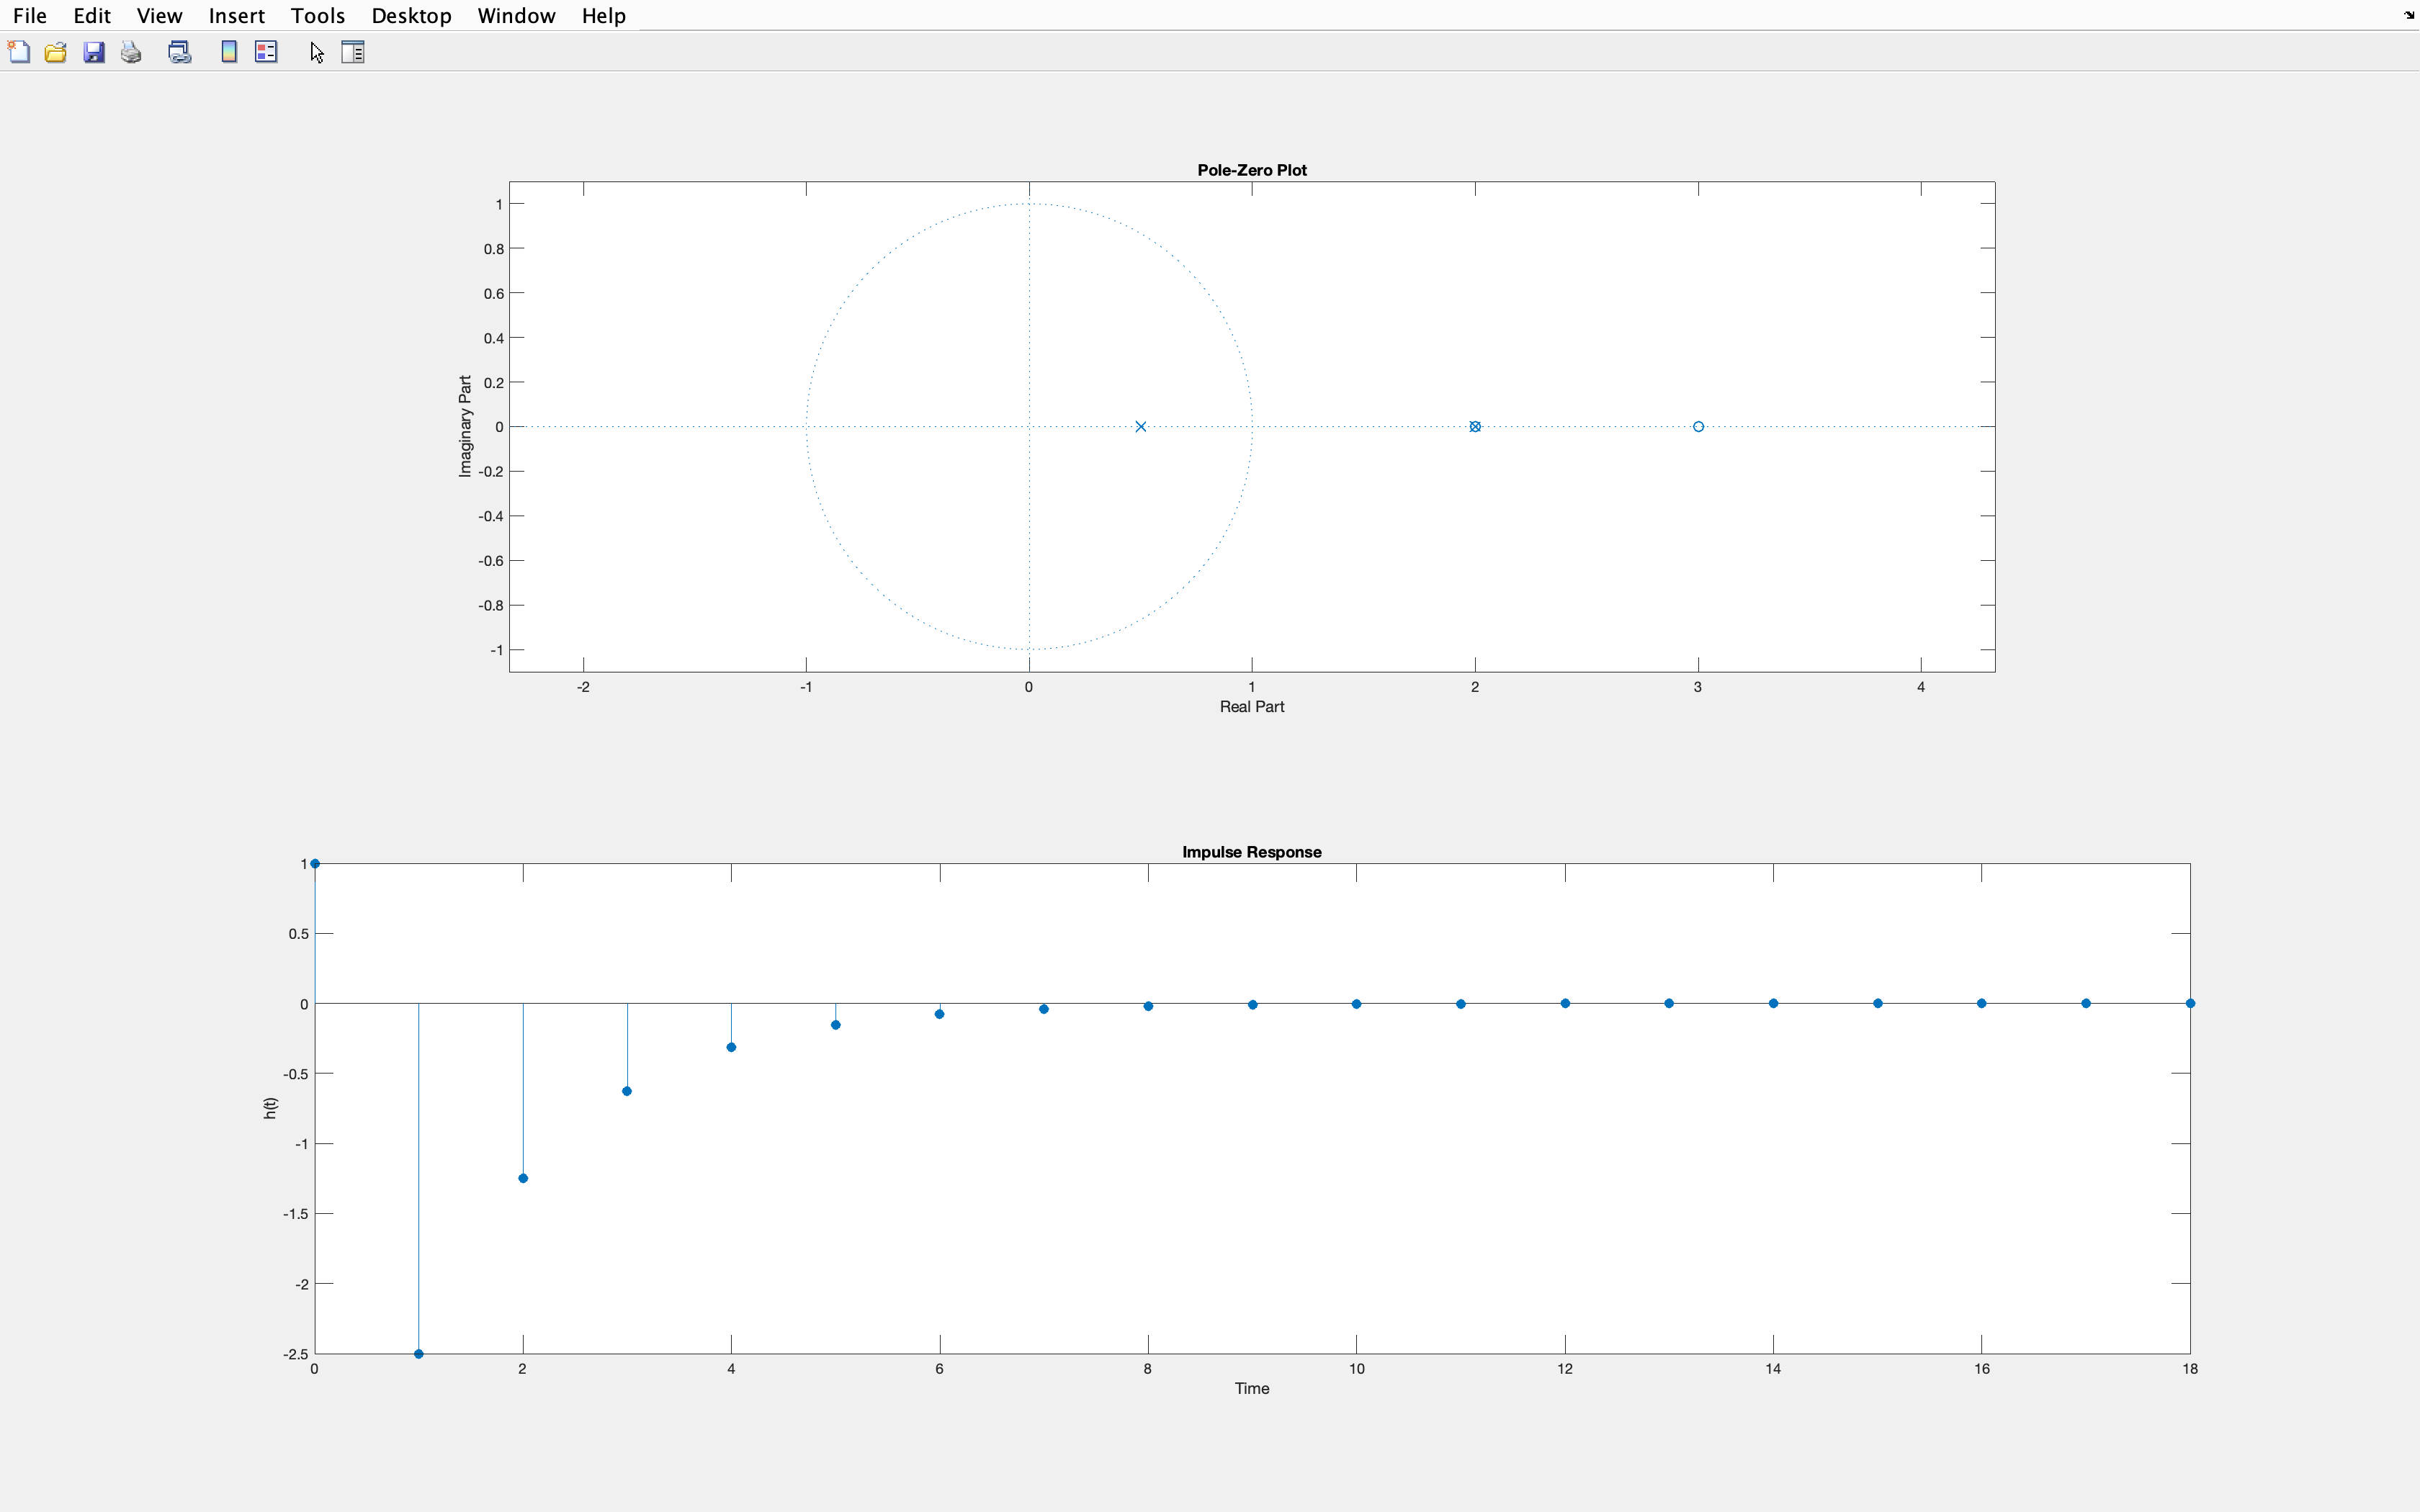 File Edit View Insert Tools Desktop Window Help
Pole-Zero Plot
1
0.8
0.6
0.4
0.2
0
-0.2
-0.4
-0.6
-0.8
-1
Imaginary Part
-2 -1 0 1 2 3 4
Real Part
Impulse Response
1
0.5
0
-0.5
-1
-1.5
-2
-2.5
h(t)
0 2 4 6 8 10 12 14 16 18
Time